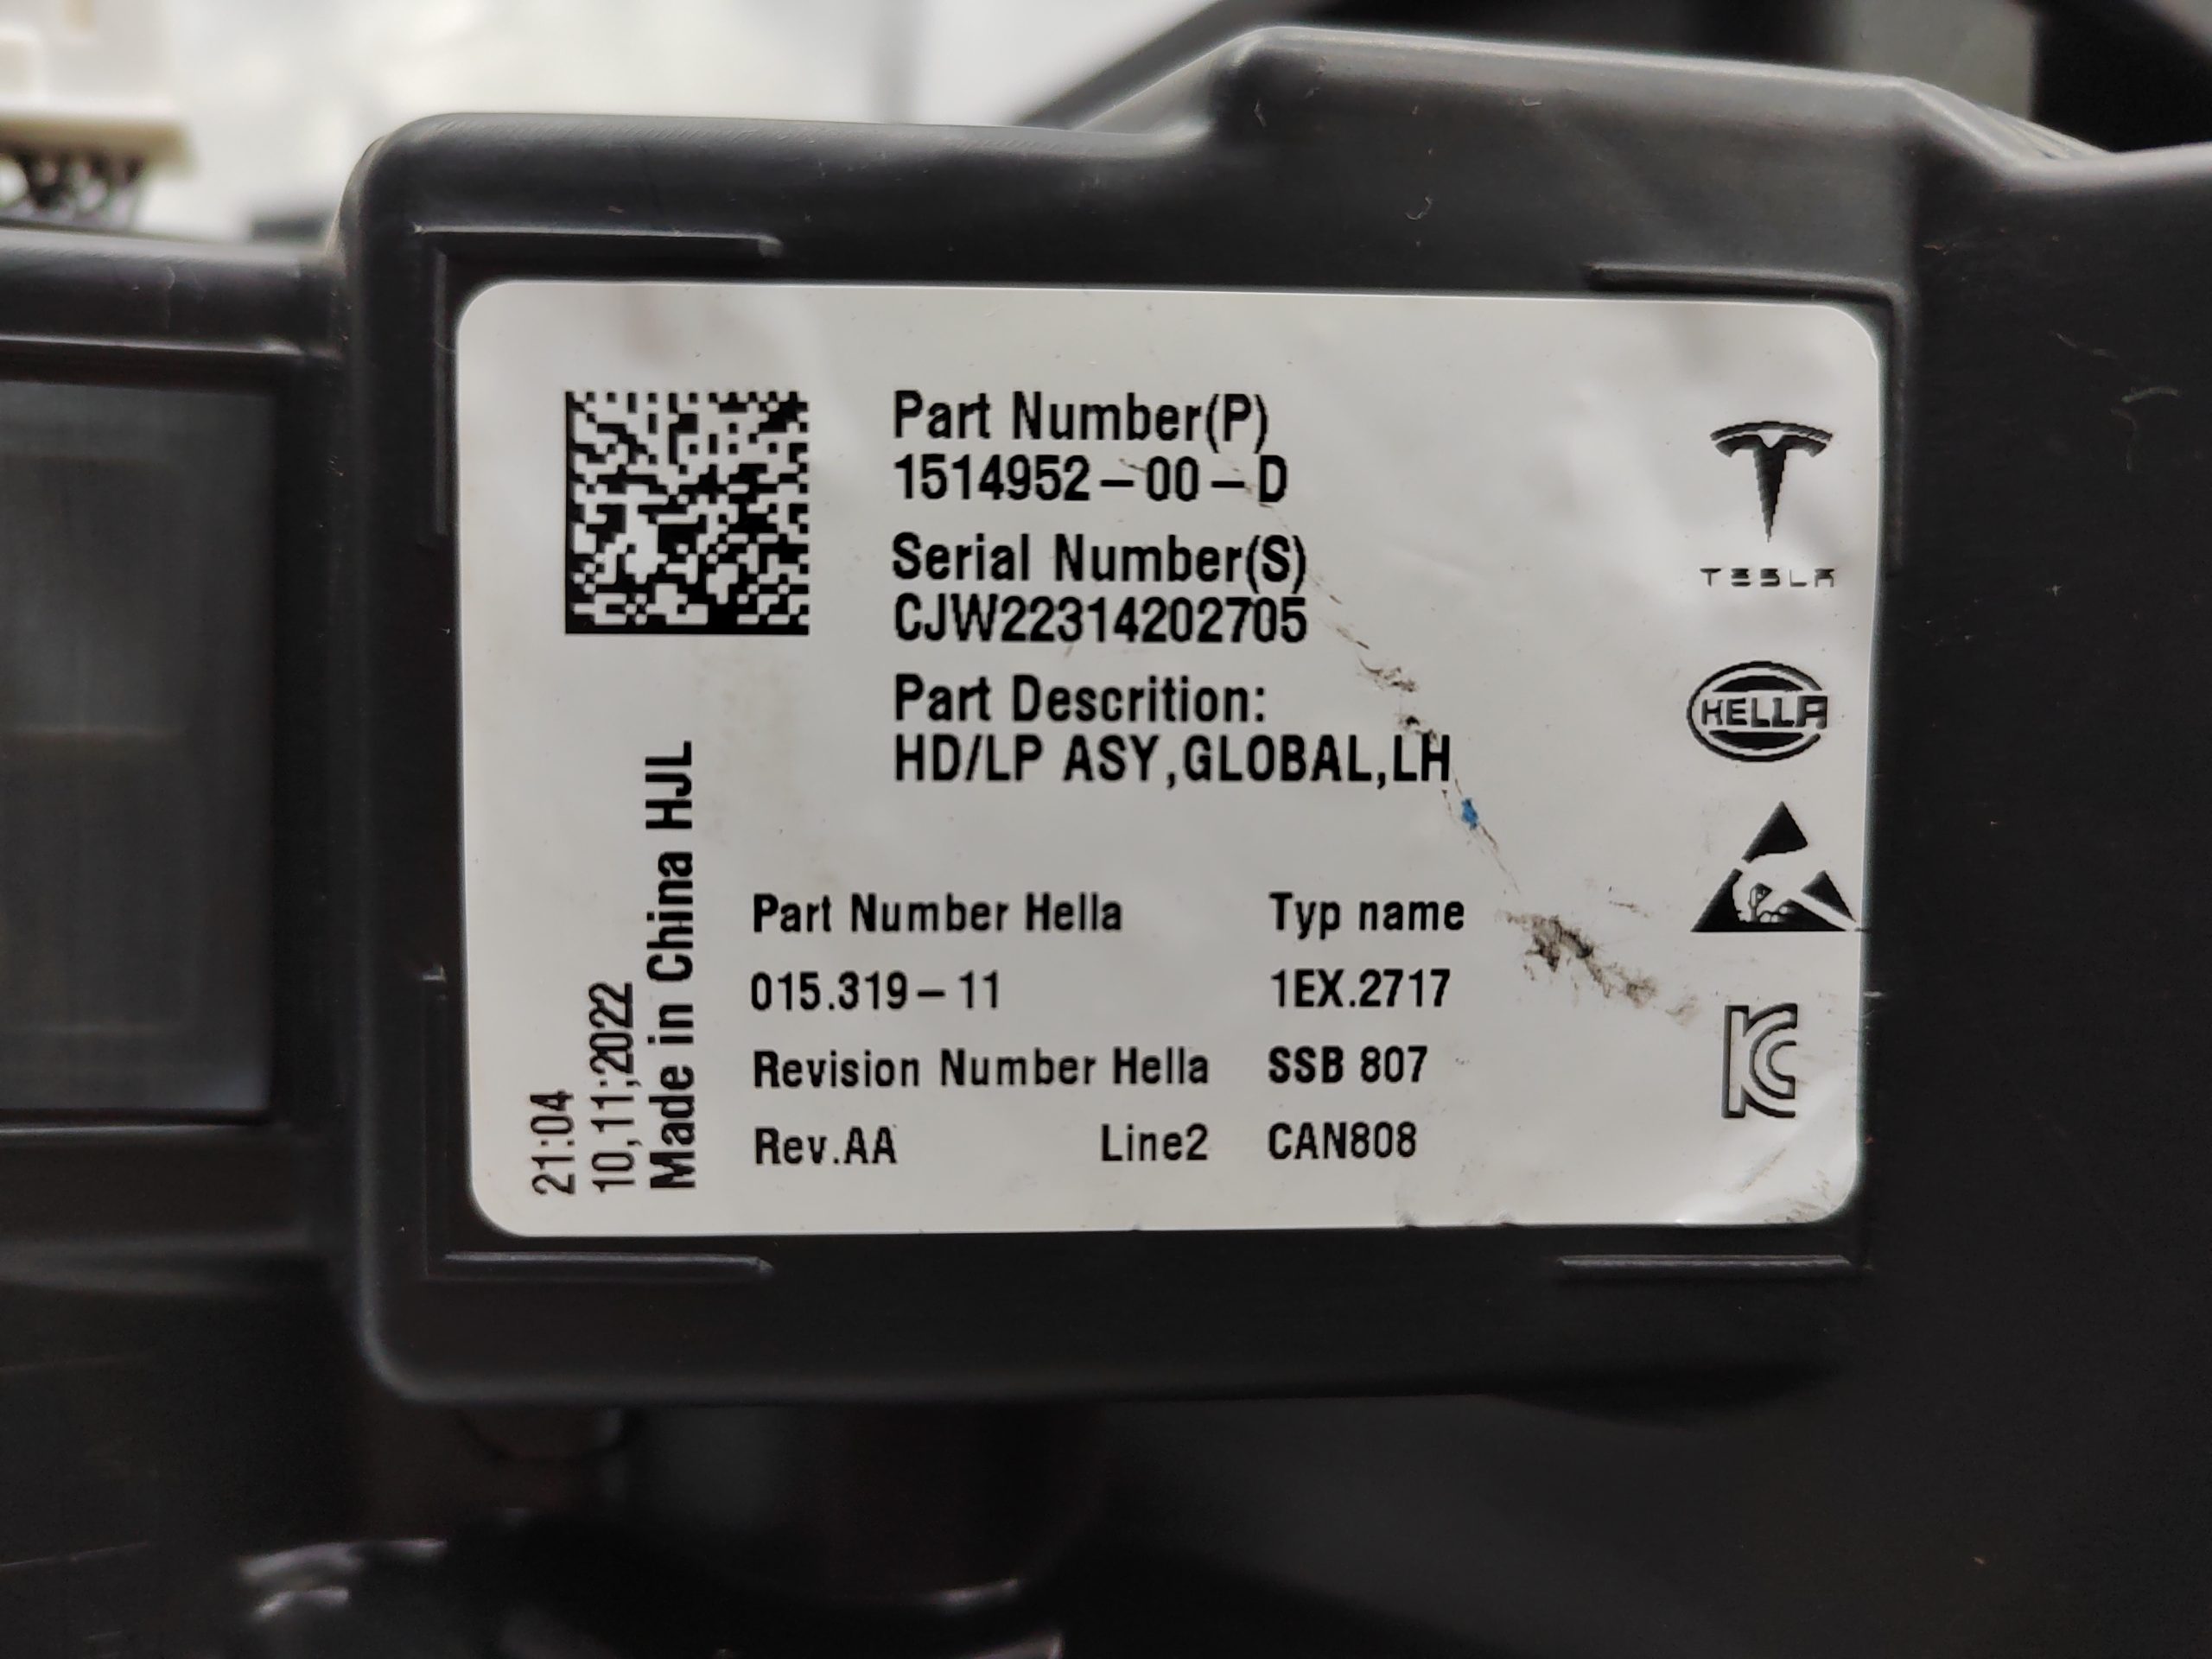 Part Number(P)
1514952-00-D
Serial Number(S)
CJW22314202705
Part Descrition:
HD/LP ASY,GLOBAL,LH
TESLA
HELLA
Part Number Hella
Typ name
015.319-11
1EX.2717
Revision Number Hella
SSB 807
Rev.AA
Line2
CAN808
21:04
10,11;2022
Made in China HJL
KC